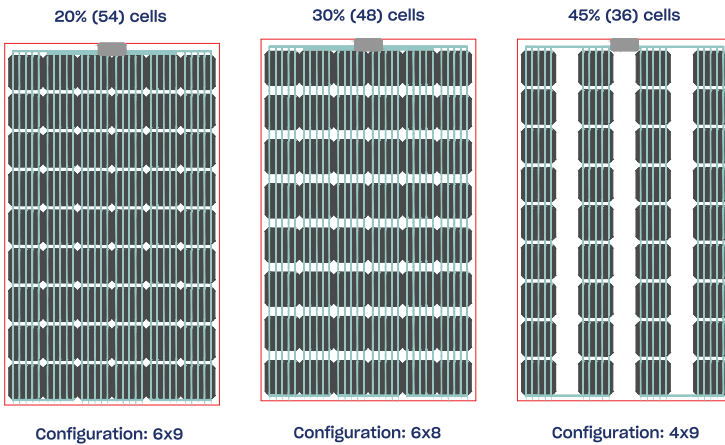 20% (54) cells
30% (48) cells
45% (36) cells
Configuration: 6x9
Configuration: 6x8
Configuration: 4x9